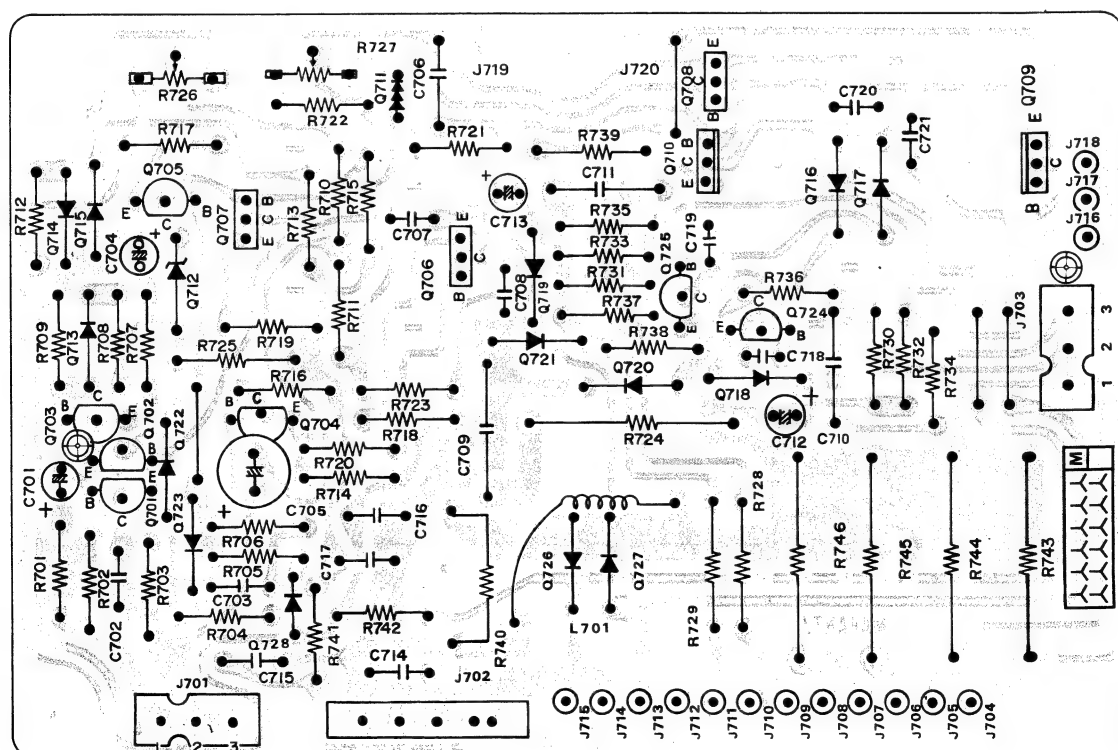 R727
R726
R722
Q711
C706
J719
J720
E
Q708
C
B
C720
C721
Q709
E
C
B
J718
J717
J716
R717
Q705
E
C
B
R721
R739
Q710
B
C
E
C711
Q716
Q717
R712
Q714
Q715
C704
+
Q712
Q707
B
C
E
R713
R710
R715
C707
+
C713
E
Q706
C
B
C708
Q719
R735
R733
R731
R737
Q725
C719
B
C
E
R736
C
Q724
E
B
R738
C718
J703
3
2
1
R709
Q713
R708
R707
R711
R719
R725
R716
Q721
Q720
Q718
+
C712
C710
R730
R732
R734
Q703
B
C
E
Q702
Q722
B
C
E
Q704
R723
R718
C709
R724
B
E
C701
+
B
E
C
Q701
Q723
+
C705
R720
R714
C716
R728
M
R706
R705
C717
C703
R704
R701
R702
C702
R703
Q726
Q727
R746
R745
R744
R743
Q728
R741
R742
R740
L701
R729
C715
C714
J702
J701
1 2 3
J715
J714
J713
J712
J711
J710
J709
J708
J707
J706
J705
J704